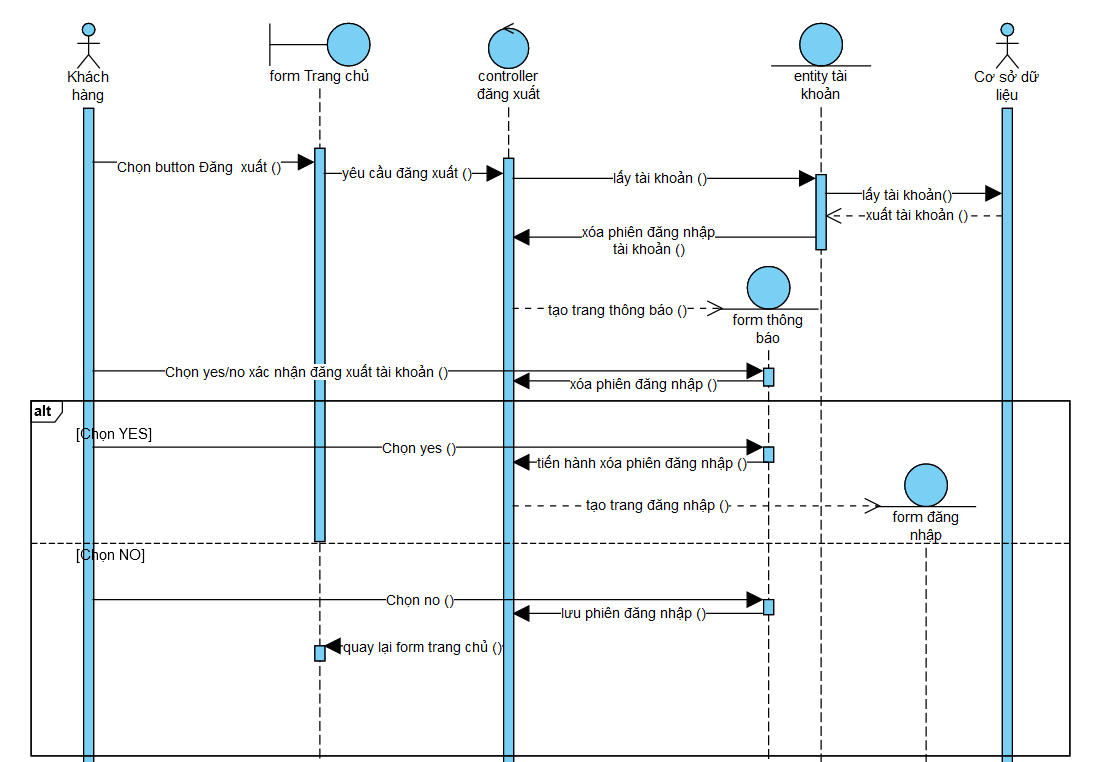 Khách
hàng
form Trang chủ
controller
đăng xuất
entity tài
khoản
Cơ sở dữ
liệu
Chọn button Đăng  xuất ()
yêu cầu đăng xuất ()
lấy tài khoản ()
lấy tài khoản()
xuất tài khoản ()
xóa phiên đăng nhập
tài khoản ()
tạo trang thông báo ()
form thông
báo
Chọn yes/no xác nhận đăng xuất tài khoản ()
xóa phiên đăng nhập ()
alt
[Chọn YES]
Chọn yes ()
tiến hành xóa phiên đăng nhập ()
tạo trang đăng nhập ()
form đăng
nhập
[Chọn NO]
Chọn no ()
lưu phiên đăng nhập ()
quay lại form trang chủ ()